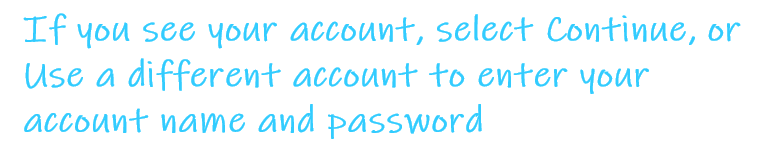 If you see your account, select Continue, or
Use a different account to enter your
account name and password